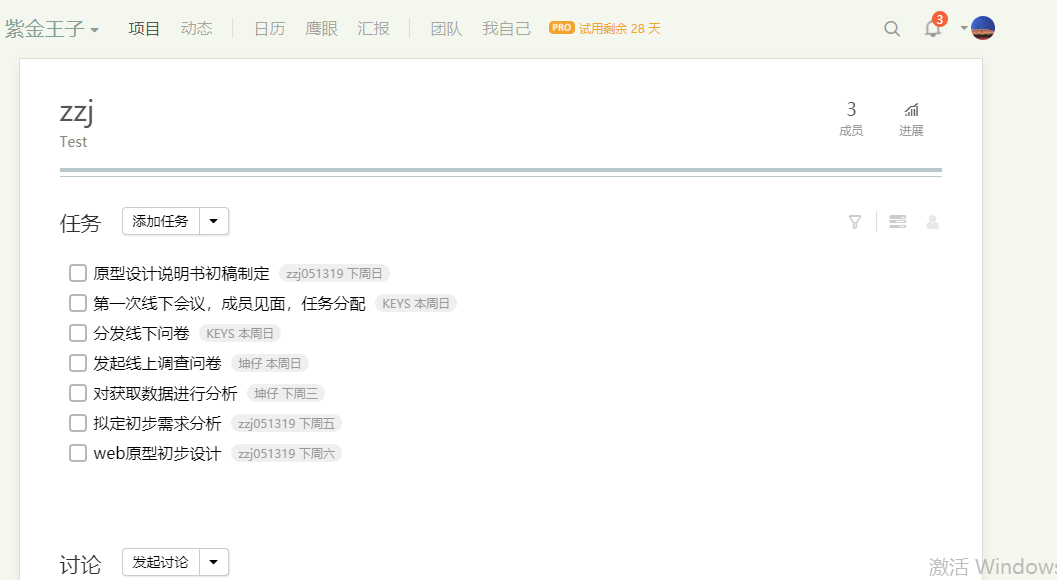 紫金王子 项目 动态 日历 鹰眼 汇报 团队 我自己 PRO 试用剩余 28 天 3
zzj
Test
3
成员
进展
任务 添加任务
原型设计说明书初稿制定 zzj051319 下周日
第一次线下会议，成员见面，任务分配 KEYS 本周日
分发线下问卷 KEYS 本周日
发起线上调查问卷 坤仔 本周日
对获取数据进行分析 坤仔 下周三
拟定初步需求分析 zzj051319 下周五
web原型初步设计 zzj051319 下周六
讨论 发起讨论
激活 Windows